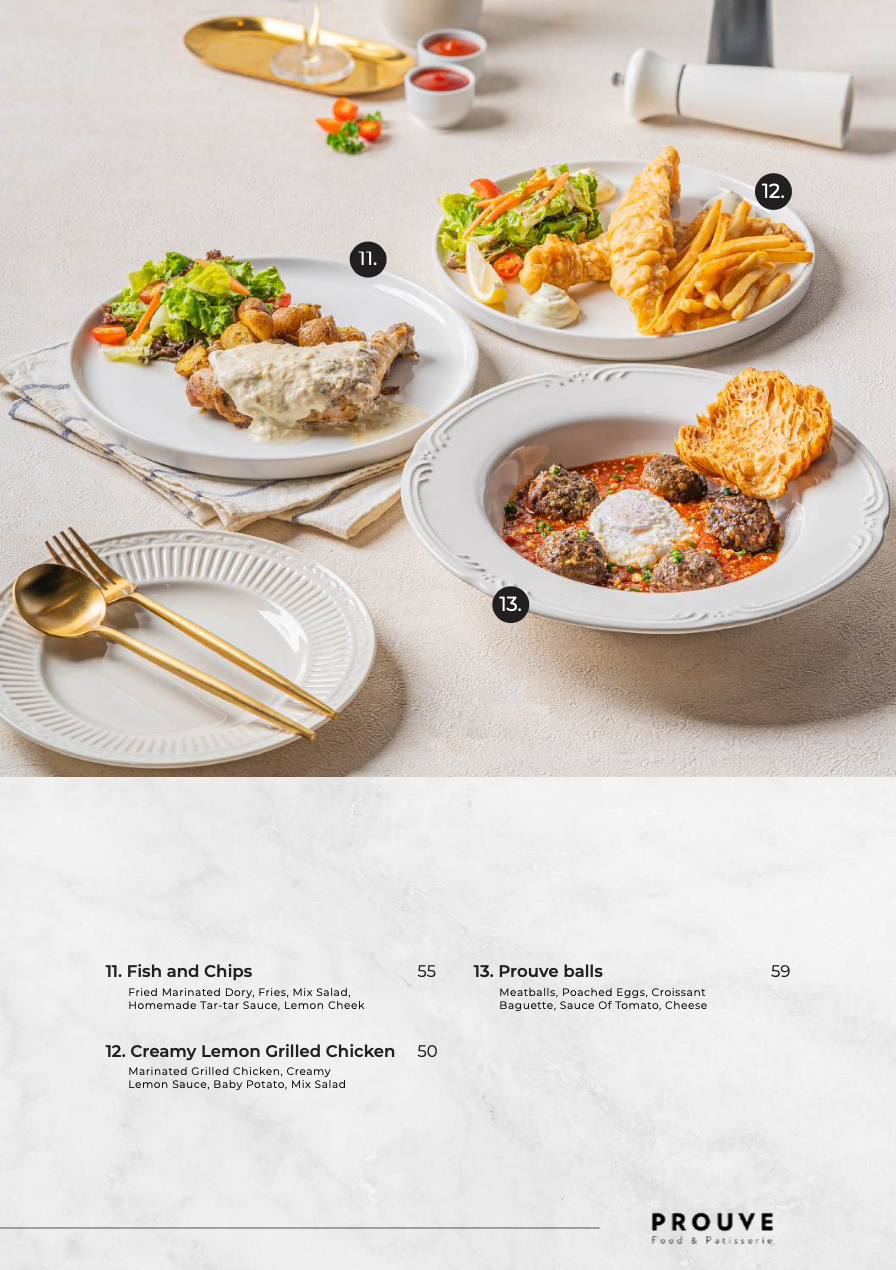 12.
11.
13.
11. Fish and Chips 55
Fried Marinated Dory, Fries, Mix Salad,
Homemade Tar-tar Sauce, Lemon Cheek
12. Creamy Lemon Grilled Chicken 50
Marinated Grilled Chicken, Creamy
Lemon Sauce, Baby Potato, Mix Salad
13. Prouve balls 59
Meatballs, Poached Eggs, Croissant
Baguette, Sauce Of Tomato, Cheese
PROUVE
Food & Patisserie